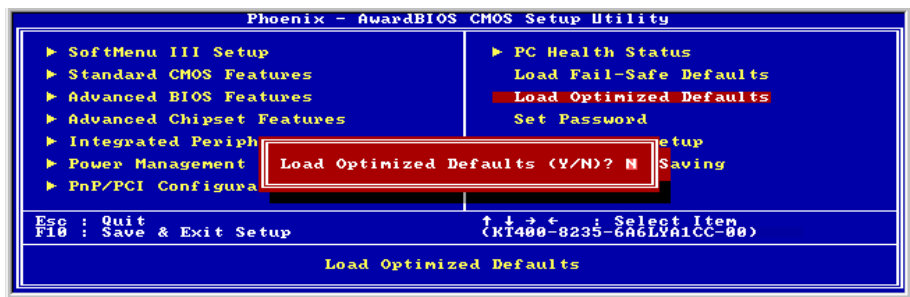 Phoenix - AwardBIOS CMOS Setup Utility
► SoftMenu III Setup
► Standard CMOS Features
► Advanced BIOS Features
► Advanced Chipset Features
► Integrated Periph
► Power Management
► PnP/PCI Configura
► PC Health Status
Load Fail-Safe Defaults
Load Optimized Defaults
Set Password
etup
Saving
Load Optimized Defaults (Y/N)? N
Esc : Quit
F10 : Save & Exit Setup
↑ ↓ → ← : Select Item
(KT400-8235-6A6LYA1CC-00)
Load Optimized Defaults